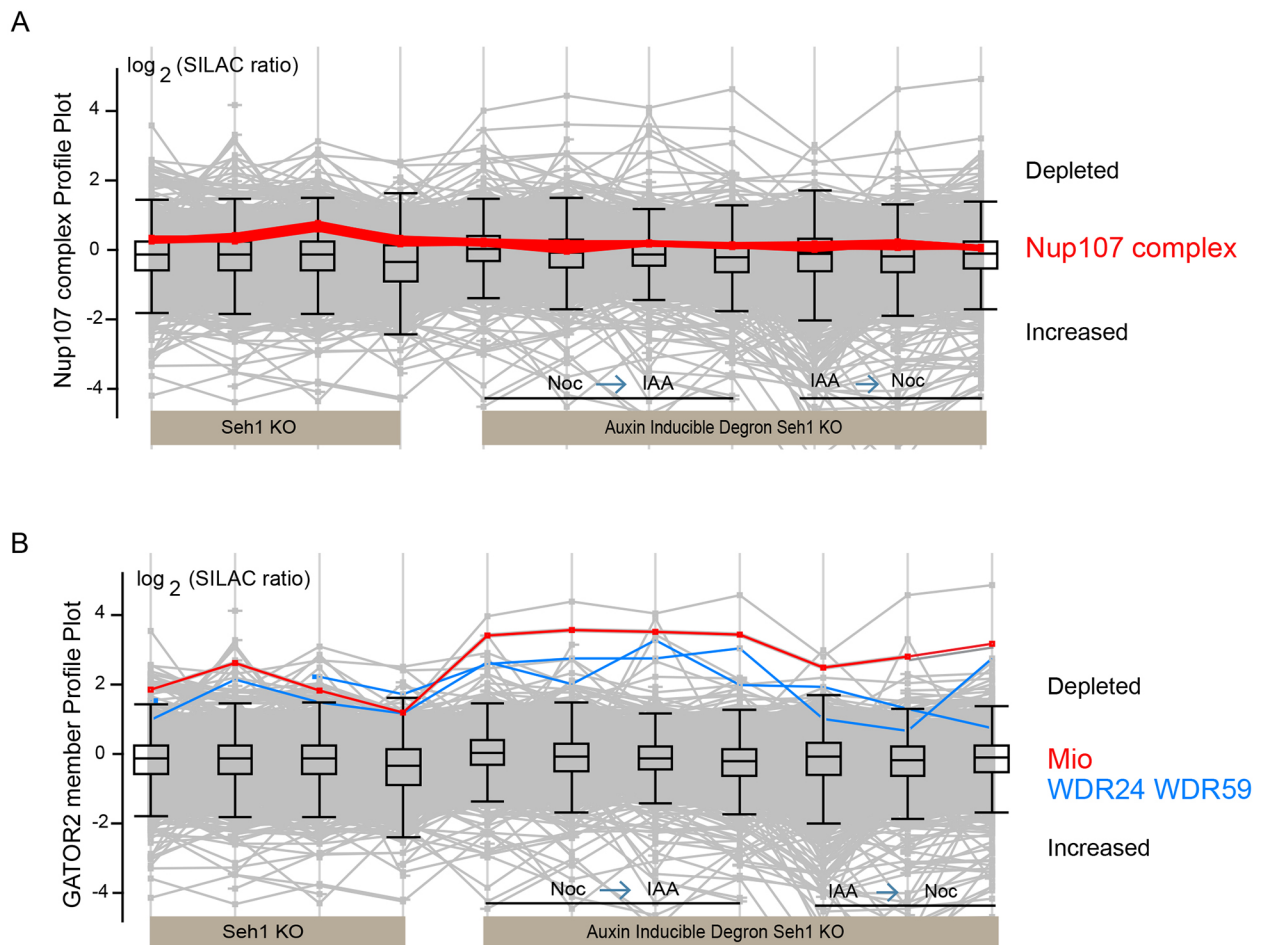 A
log 2 (SILAC ratio)
Nup107 complex Profile Plot
4
2
0
-2
-4
Depleted
Nup107 complex
Increased
Noc → IAA
IAA → Noc
Seh1 KO
Auxin Inducible Degron Seh1 KO
B
log 2 (SILAC ratio)
GATOR2 member Profile Plot
4
2
0
-2
-4
Depleted
Mio
WDR24 WDR59
Increased
Noc → IAA
IAA → Noc
Seh1 KO
Auxin Inducible Degron Seh1 KO